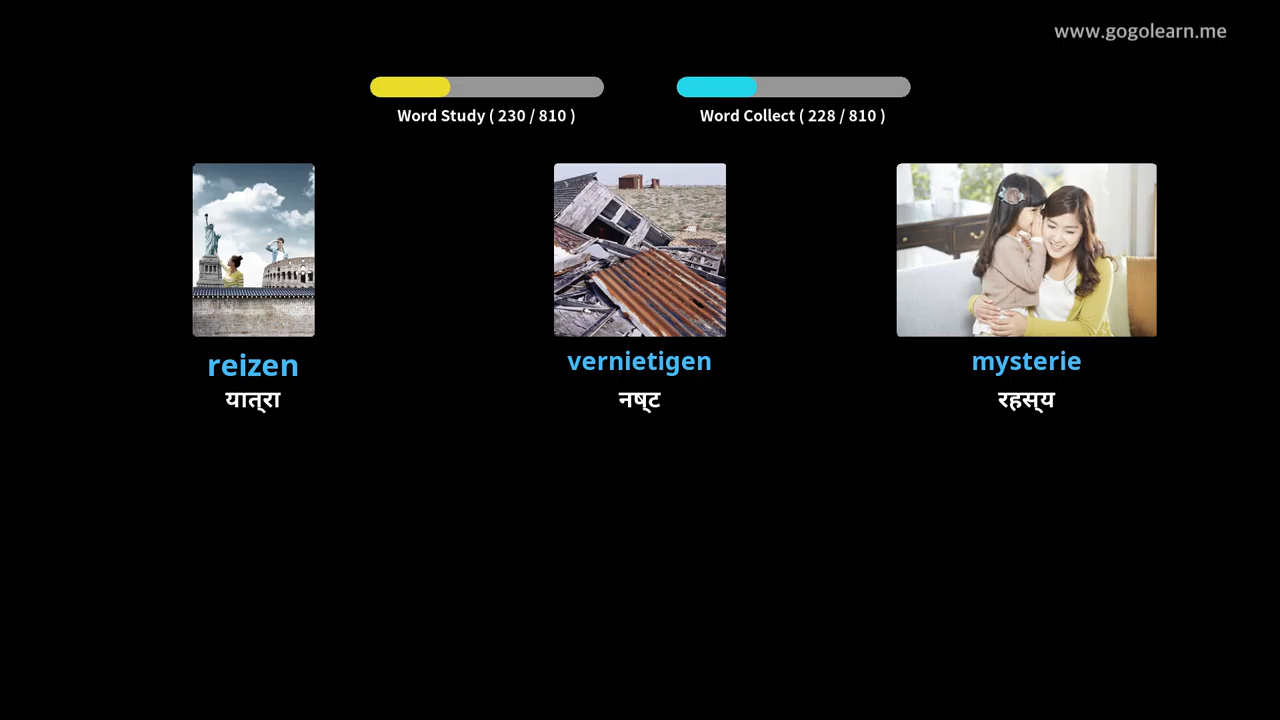 www.gogolearn.me
Word Study ( 230 / 810 )
Word Collect ( 228 / 810 )
reizen
vernietigen
mysterie
यात्रा
नष्ट
रहस्य